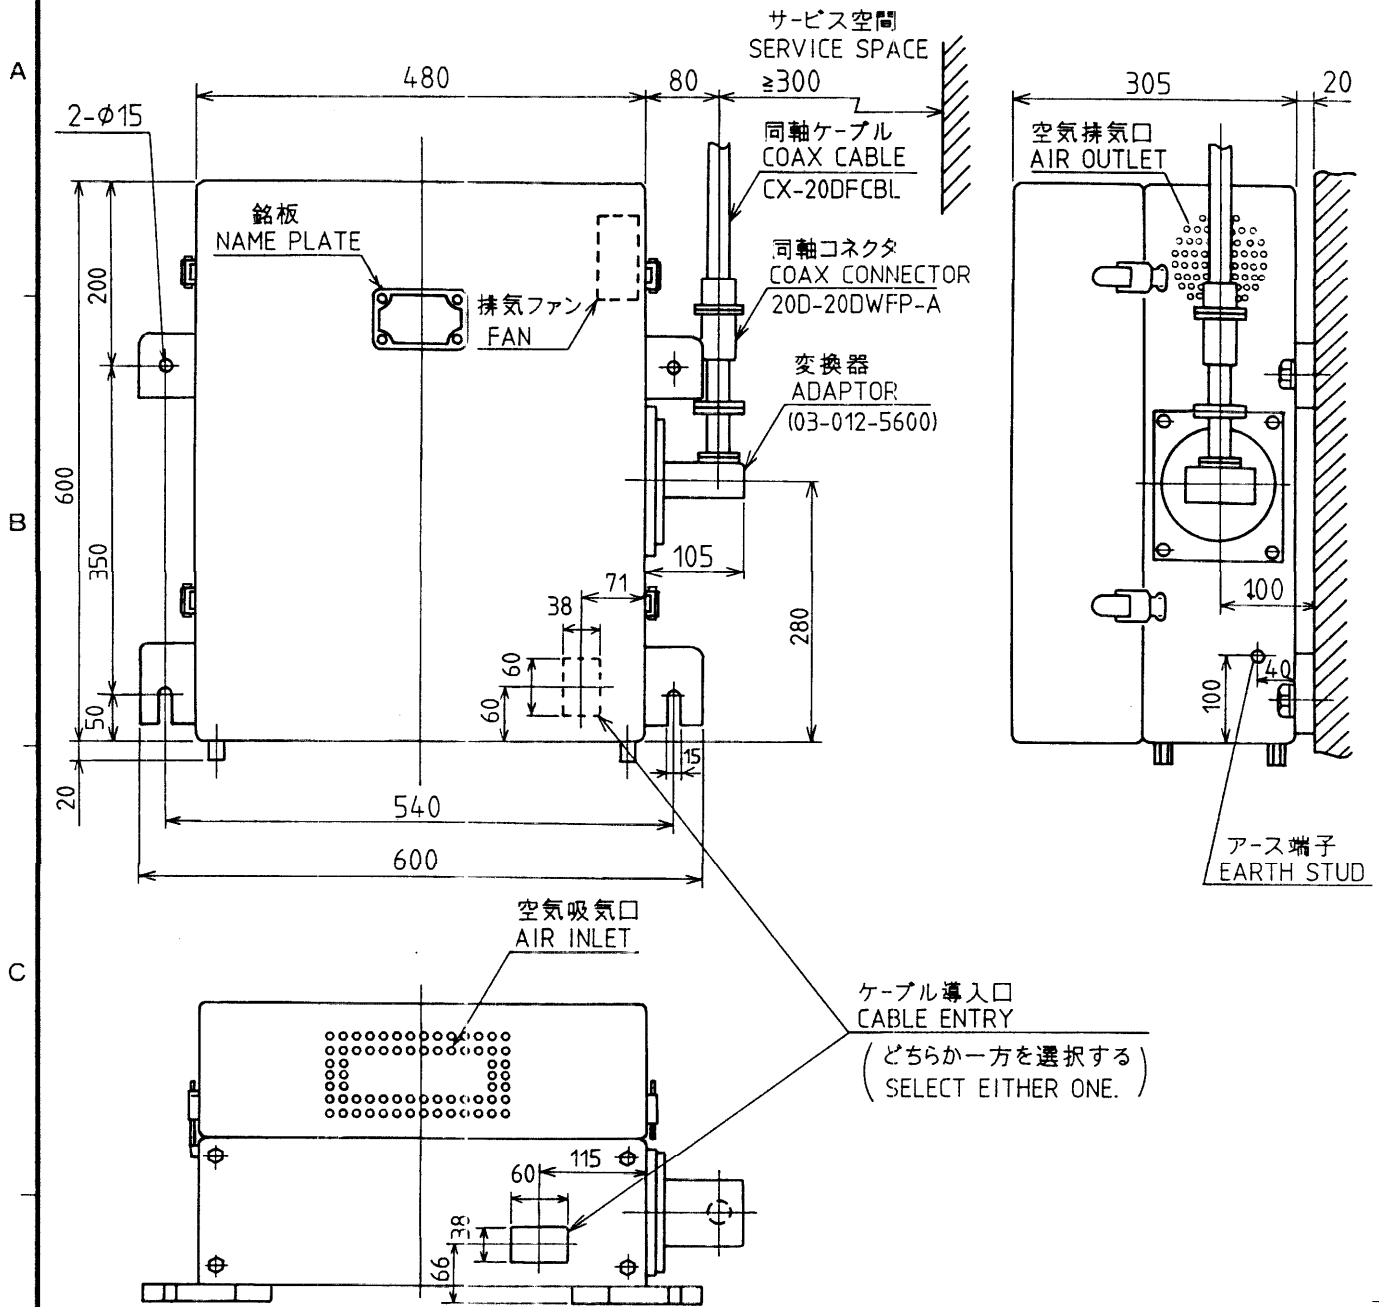 サービス空間
SERVICE SPACE
A
480
80
≥300
305
20
2-φ15
同軸ケーブル
COAX CABLE
CX-20DFCBL
空気排気口
AIR OUTLET
銘板
NAME PLATE
同軸コネクタ
COAX CONNECTOR
20D-20DWFP-A
200
排気ファン
FAN
変換器
ADAPTOR
(03-012-5600)
600
B
350
105
71
38
280
100
60
60
50
100
40
15
20
540
600
アース端子
EARTH STUD
空気吸気口
AIR INLET
C
ケーブル導入口
CABLE ENTRY
(どちらか一方を選択する
SELECT EITHER ONE.)
115
60
38
66